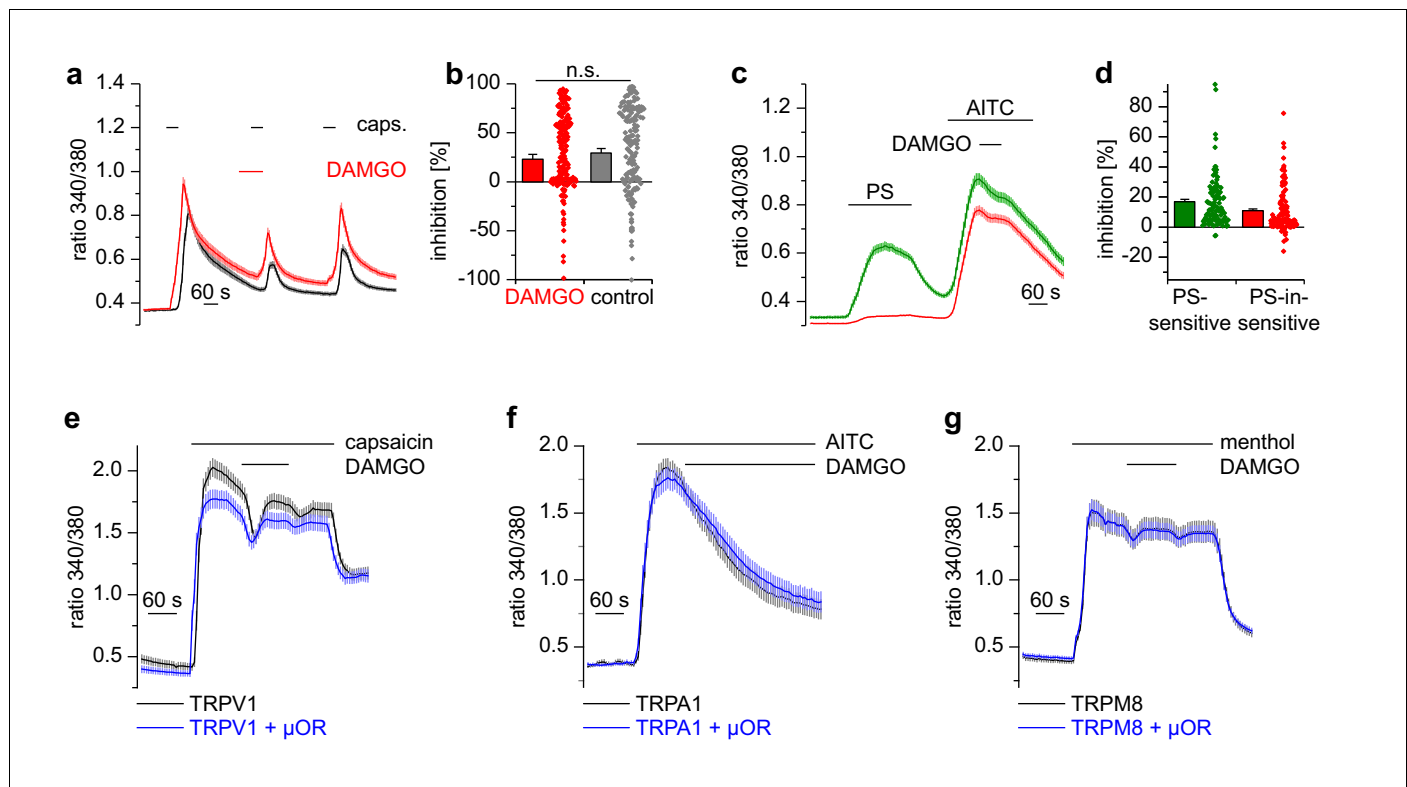 a
ratio 340/380
1.4
1.2
1.0
0.8
0.6
0.4
caps.
DAMGO
60 s
b
inhibition [%]
100
50
0
-50
-100
n.s.
DAMGO control
c
ratio 340/380
1.2
1.0
0.8
0.6
0.4
AITC
DAMGO
PS
60 s
d
inhibition [%]
80
60
40
20
0
-20
PS- PS-in-
sensitive sensitive
e
ratio 340/380
2.0
1.5
1.0
0.5
capsaicin
DAMGO
60 s
TRPV1
TRPV1 + µOR
f
ratio 340/380
2.0
1.5
1.0
0.5
AITC
DAMGO
60 s
TRPA1
TRPA1 + µOR
g
ratio 340/380
2.0
1.5
1.0
0.5
menthol
DAMGO
60 s
TRPM8
TRPM8 + µOR